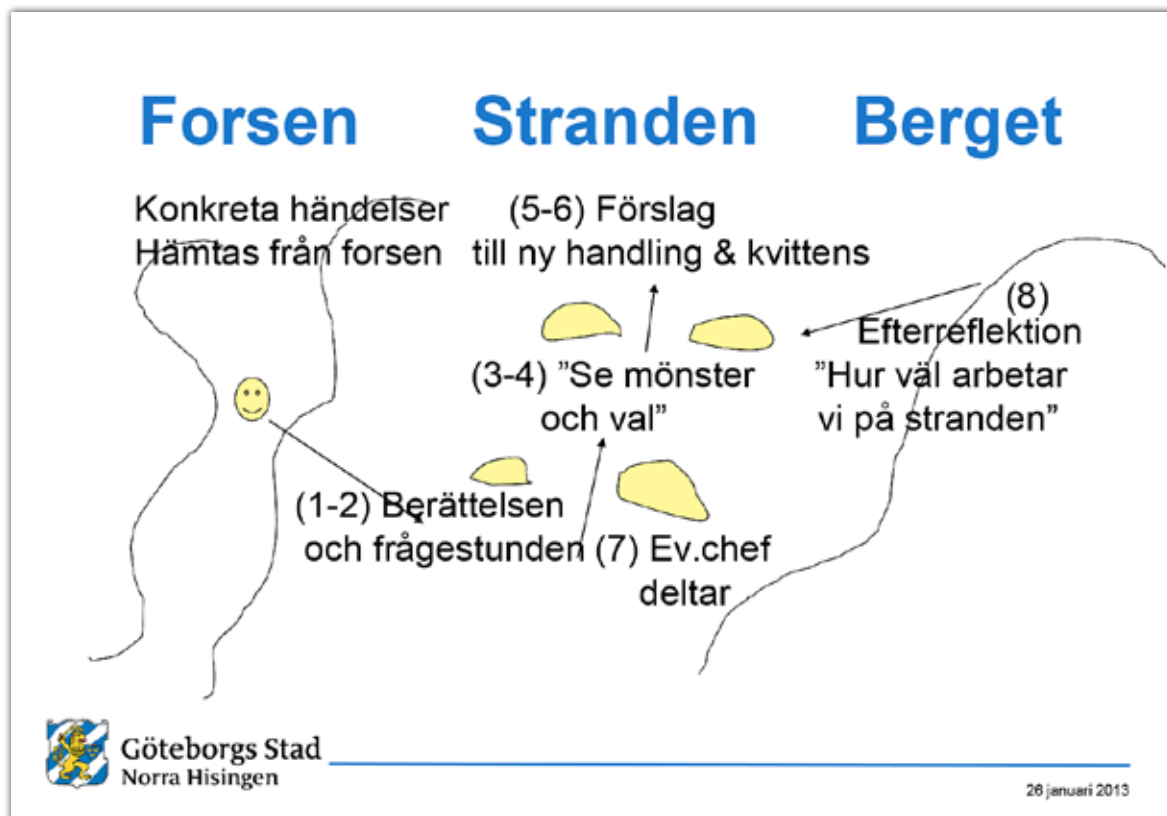 Forsen Stranden Berget
Konkreta händelser
Hämtas från forsen
(5-6) Förslag
till ny handling & kvittens
(8)
Efterreflektion
"Hur väl arbetar
vi på stranden"
(3-4) "Se mönster
och val"
(1-2) Berättelsen
och frågestunden
(7) Ev.chef
deltar
Göteborgs Stad
Norra Hisingen
26 januari 2013